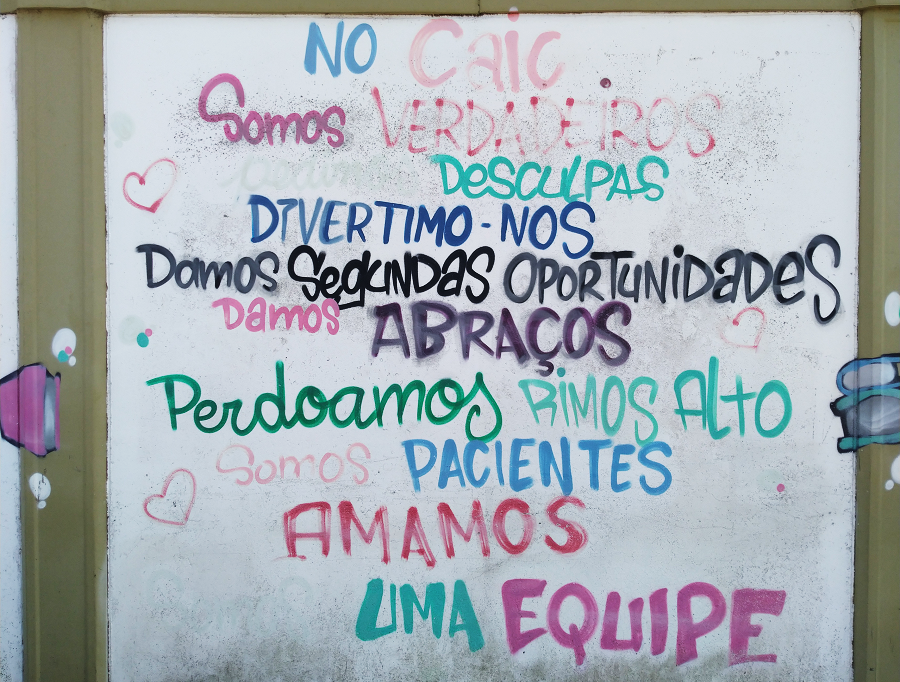 NO Caic
Somos VERDADEIROS
DESCULPAS
DIVERTIMO-NOS
Damos SegUNDAS OPORTUNiDADeS
Damos ABRAÇOS
Perdoamos RiMOS Alto
Somos PACIENTES
AMAMOS
UMA EQUIPE